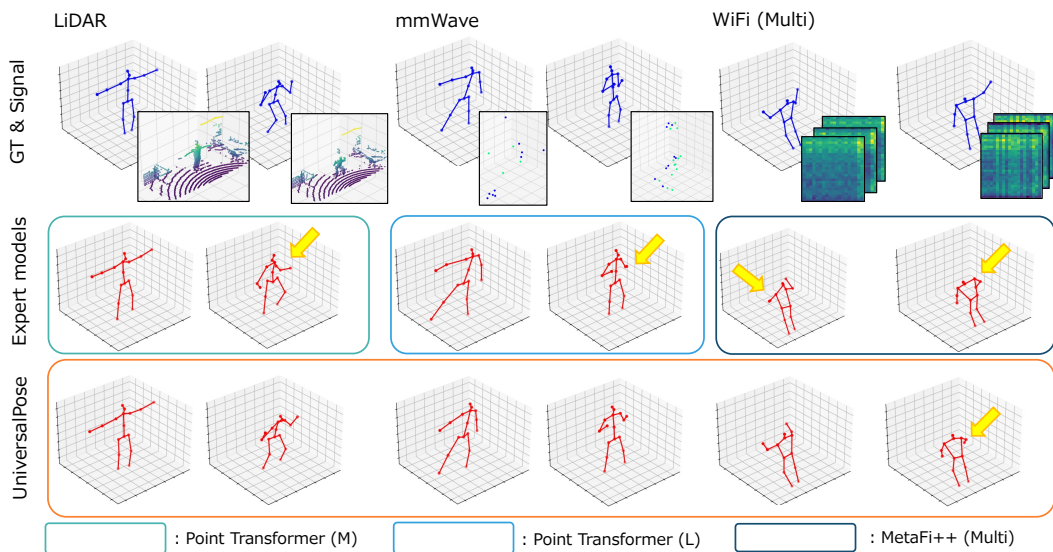 LiDAR
mmWave
WiFi (Multi)
GT & Signal
Expert models
UniversalPose
: Point Transformer (M)
: Point Transformer (L)
: MetaFi++ (Multi)